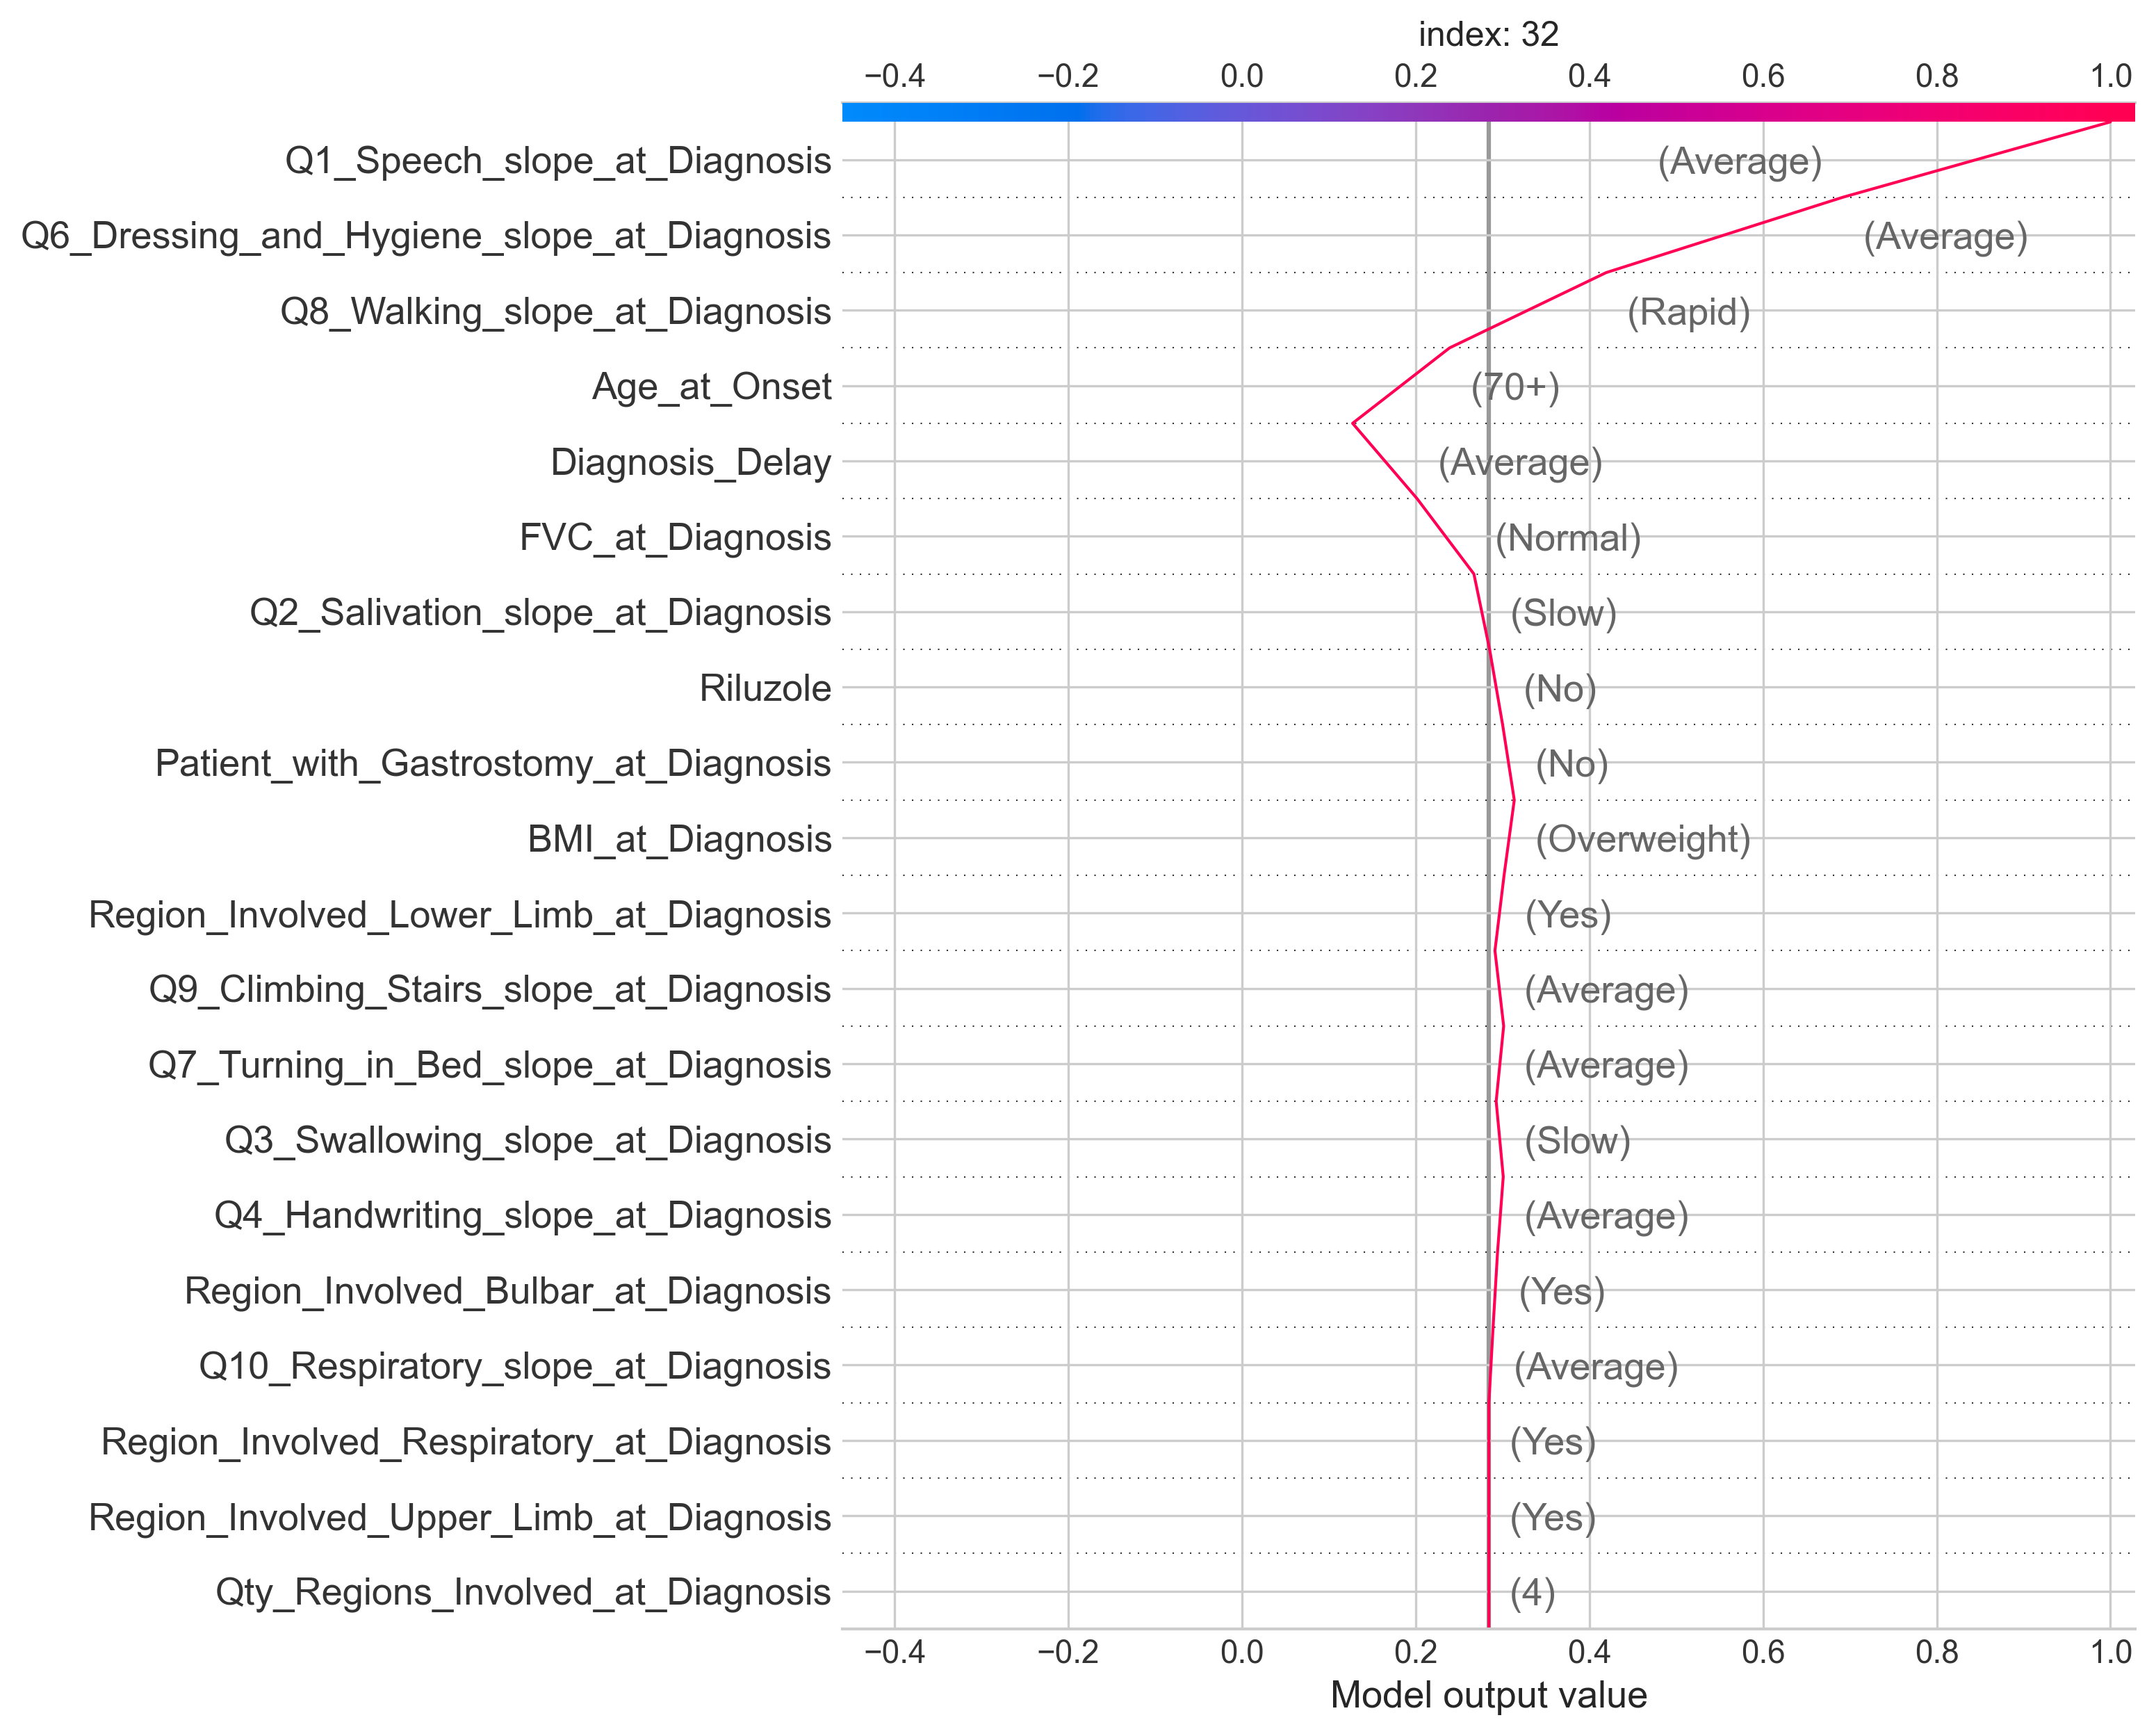 index: 32
−0.4 −0.2 0.0 0.2 0.4 0.6 0.8 1.0
Q1_Speech_slope_at_Diagnosis (Average)
Q6_Dressing_and_Hygiene_slope_at_Diagnosis (Average)
Q8_Walking_slope_at_Diagnosis (Rapid)
Age_at_Onset (70+)
Diagnosis_Delay (Average)
FVC_at_Diagnosis (Normal)
Q2_Salivation_slope_at_Diagnosis (Slow)
Riluzole (No)
Patient_with_Gastrostomy_at_Diagnosis (No)
BMI_at_Diagnosis (Overweight)
Region_Involved_Lower_Limb_at_Diagnosis (Yes)
Q9_Climbing_Stairs_slope_at_Diagnosis (Average)
Q7_Turning_in_Bed_slope_at_Diagnosis (Average)
Q3_Swallowing_slope_at_Diagnosis (Slow)
Q4_Handwriting_slope_at_Diagnosis (Average)
Region_Involved_Bulbar_at_Diagnosis (Yes)
Q10_Respiratory_slope_at_Diagnosis (Average)
Region_Involved_Respiratory_at_Diagnosis (Yes)
Region_Involved_Upper_Limb_at_Diagnosis (Yes)
Qty_Regions_Involved_at_Diagnosis (4)
−0.4 −0.2 0.0 0.2 0.4 0.6 0.8 1.0
Model output value